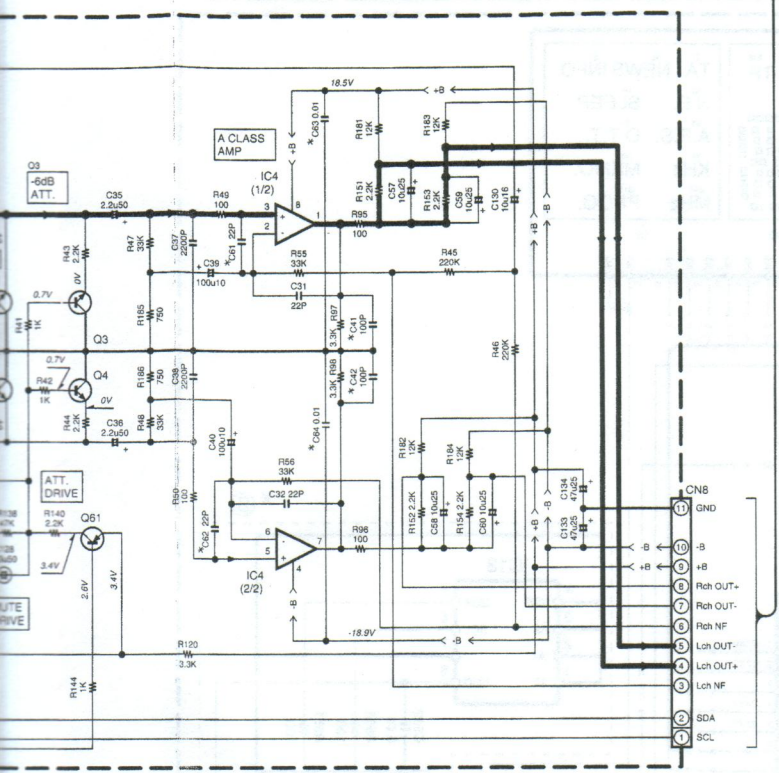 18.5V
+B
+B
C63 0.01
*
R181
12K
R183
12K
A CLASS
AMP
IC4
(1/2)
Q3
-6dB
ATT.
C35
2.2u50
R49
100
3
8
+
1
2
-
R151
2.2K
C57
10u25
R153
2.2K
C59
10u25
C130
10u16
R95
100
R43
2.2K
R47
33K
C37
2200P
C61 22P
*
C39
100u10
R55
33K
R45
220K
C31
22P
0V
0.7V
R41
1K
R185
750
R97
3.3K
C41
100P
*
Q3
0.7V
Q4
R42
1K
0V
R186
750
C38
2200P
R98
3.3K
C42
100P
*
R46
220K
R44
2.2K
C36
2.2u50
R48
33K
C40
100u10
C64 0.01
*
R182
12K
R184
12K
ATT.
DRIVE
R50
100
R56
33K
C32 22P
C62 22P
*
R152 2.2K
C58 10u25
R154 2.2K
C60 10u25
+B
-B
C134
47u25
C133
47u25
CN8
11 GND
R140
2.2K
Q61
6
-
7
5
+
4
R96
100
IC4
(2/2)
-B
10 -B
+B
9 +B
3.4V
2.6V
3.4V
8 Rch OUT+
7 Rch OUT-
-B
-18.9V
-B
6 Rch NF
5 Lch OUT-
R120
3.3K
4 Lch OUT+
R144
1K
3 Lch NF
2 SDA
1 SCL